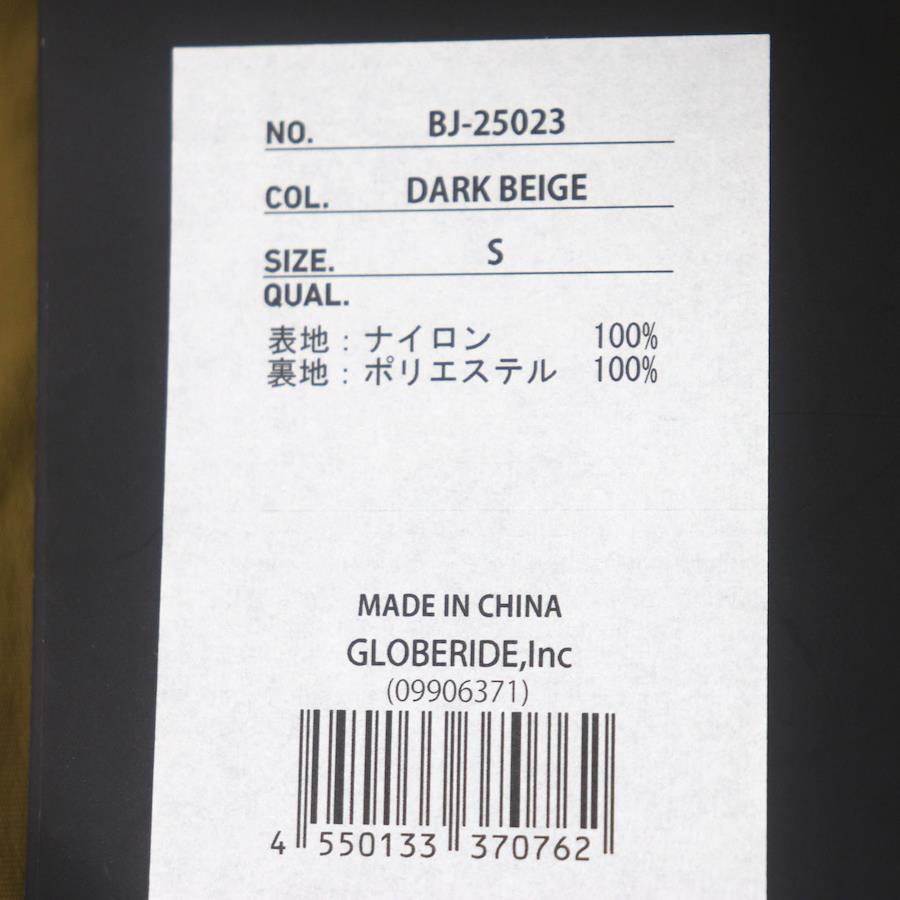 NO. BJ-25023
COL. DARK BEIGE
SIZE. S
QUAL.
表地：ナイロン 100%
裏地：ポリエステル 100%
MADE IN CHINA
GLOBERIDE,Inc
(09906371)
4 550133 370762